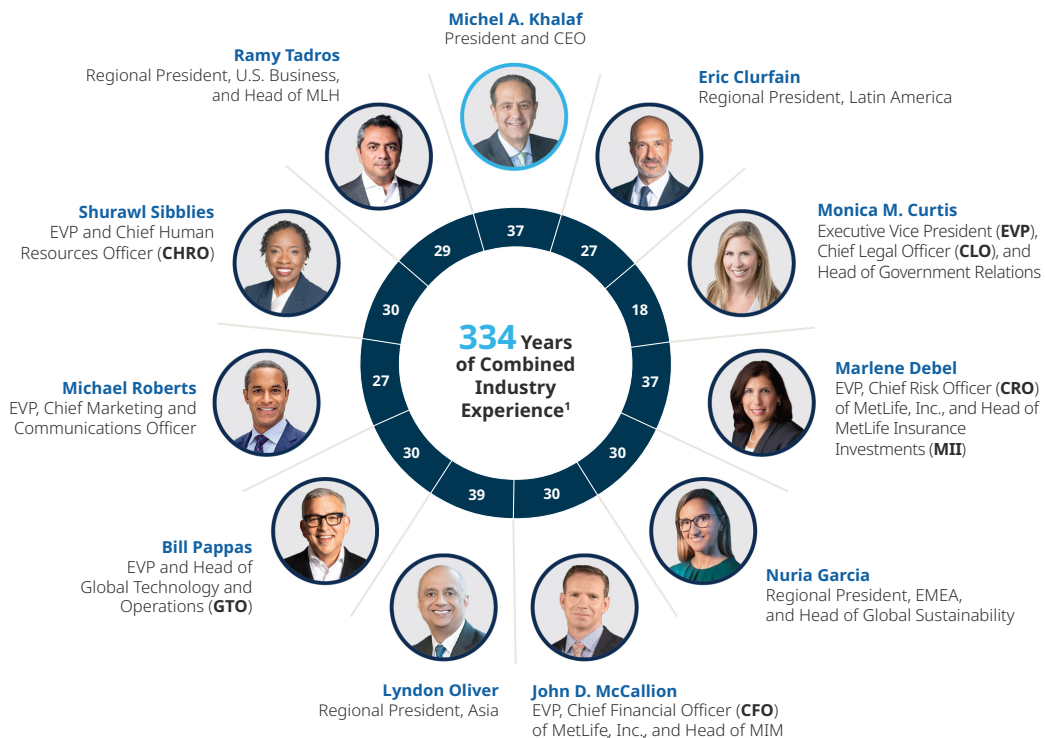 Michel A. Khalaf
President and CEO
Ramy Tadros
Regional President, U.S. Business,
and Head of MLH
Eric Clurfain
Regional President, Latin America
Shurawl Sibblies
EVP and Chief Human
Resources Officer (CHRO)
Monica M. Curtis
Executive Vice President (EVP),
Chief Legal Officer (CLO), and
Head of Government Relations
Michael Roberts
EVP, Chief Marketing and
Communications Officer
Marlene Debel
EVP, Chief Risk Officer (CRO)
of MetLife, Inc., and Head of
MetLife Insurance
Investments (MII)
Bill Pappas
EVP and Head of
Global Technology and
Operations (GTO)
Nuria Garcia
Regional President, EMEA,
and Head of Global Sustainability
Lyndon Oliver
Regional President, Asia
John D. McCallion
EVP, Chief Financial Officer (CFO)
of MetLife, Inc., and Head of MIM
37
27
18
37
30
30
39
30
27
30
29
334 Years
of Combined
Industry
Experience¹